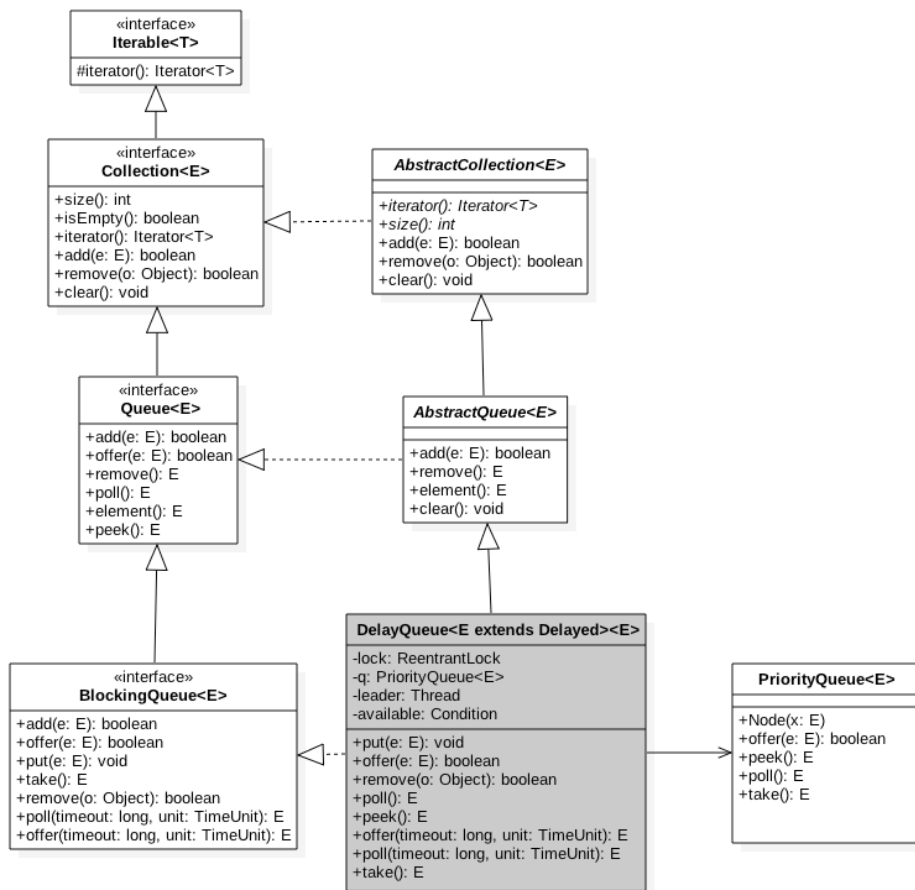 «interface»
Iterable<T>
#iterator(): Iterator<T>
«interface»
Collection<E>
+size(): int
+isEmpty(): boolean
+iterator(): Iterator<T>
+add(e: E): boolean
+remove(o: Object): boolean
+clear(): void
AbstractCollection<E>
+iterator(): Iterator<T>
+size(): int
+add(e: E): boolean
+remove(o: Object): boolean
+clear(): void
«interface»
Queue<E>
+add(e: E): boolean
+offer(e: E): boolean
+remove(): E
+poll(): E
+element(): E
+peek(): E
AbstractQueue<E>
+add(e: E): boolean
+remove(): E
+element(): E
+clear(): void
«interface»
BlockingQueue<E>
+add(e: E): boolean
+offer(e: E): boolean
+put(e: E): void
+take(): E
+remove(o: Object): boolean
+poll(timeout: long, unit: TimeUnit): E
+offer(timeout: long, unit: TimeUnit): E
DelayQueue<E extends Delayed><E>
-lock: ReentrantLock
-q: PriorityQueue<E>
-leader: Thread
-available: Condition
+put(e: E): void
+offer(e: E): boolean
+remove(o: Object): boolean
+poll(): E
+peek(): E
+offer(timeout: long, unit: TimeUnit): E
+poll(timeout: long, unit: TimeUnit): E
+take(): E
PriorityQueue<E>
+Node(x: E)
+offer(e: E): boolean
+peek(): E
+poll(): E
+take(): E